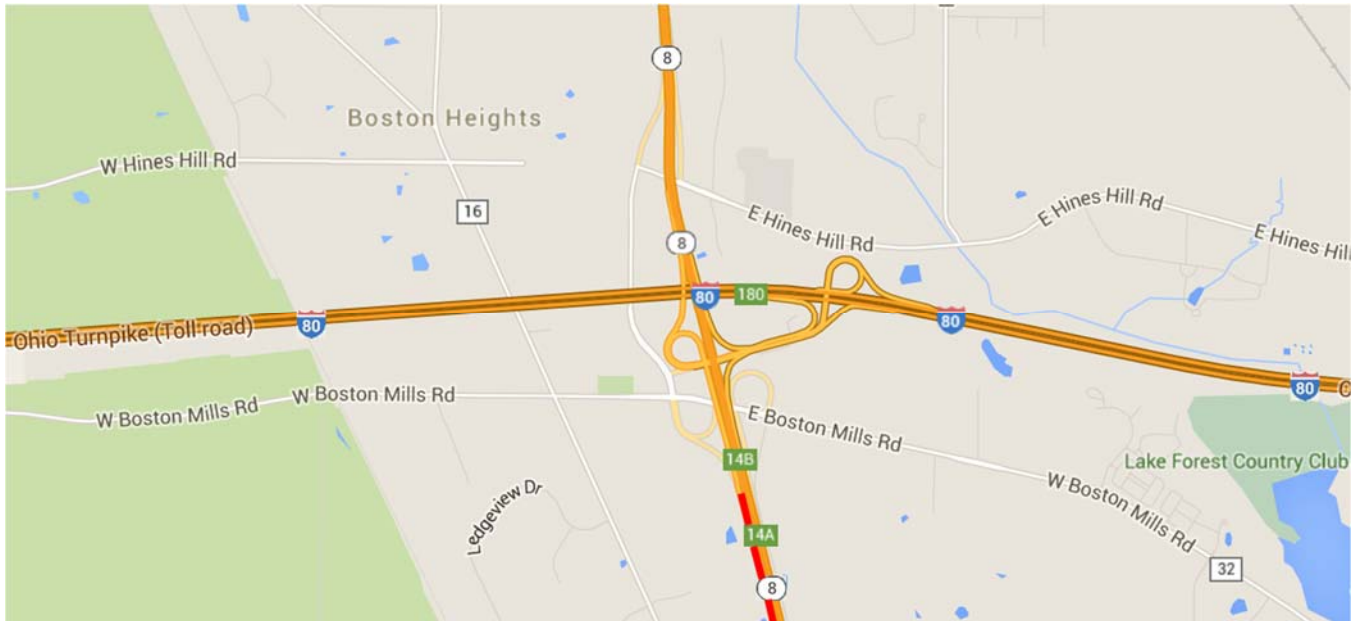 8
Boston Heights
W Hines Hill Rd
16
E Hines Hill Rd
E Hines Hill Rd
E Hines Hill
8
80
180
80
80
Ohio Turnpike (Toll road)
80
O
W Boston Mills Rd
W Boston Mills Rd
E Boston Mills Rd
14B
Lake Forest Country Club
W Boston Mills Rd
Ledgeview Dr
14A
32
8